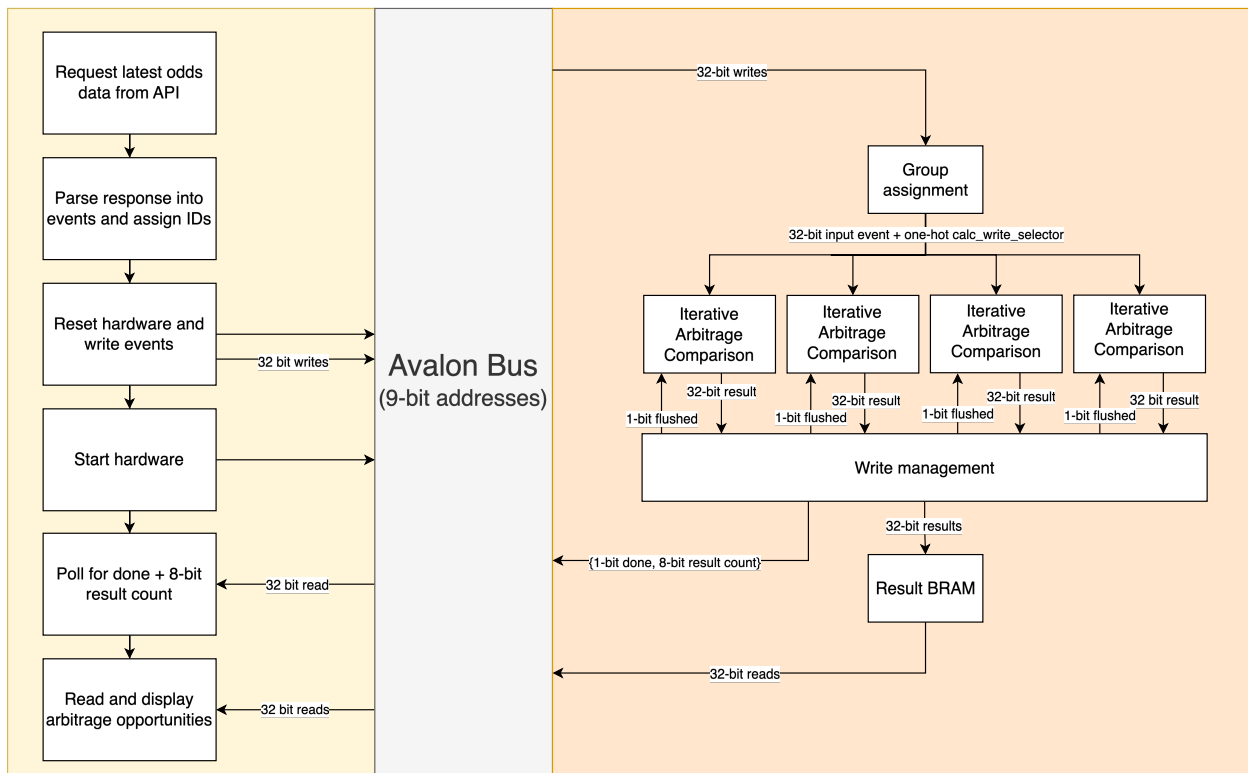 Request latest odds
data from API
Parse response into
events and assign IDs
Reset hardware and
write events
32 bit writes
Start hardware
Poll for done + 8-bit
result count
32 bit read
Read and display
arbitrage opportunities
32 bit reads
Avalon Bus
(9-bit addresses)
32-bit writes
Group
assignment
32-bit input event + one-hot calc_write_selector
Iterative
Arbitrage
Comparison
Iterative
Arbitrage
Comparison
Iterative
Arbitrage
Comparison
Iterative
Arbitrage
Comparison
1-bit flushed
32-bit result
1-bit flushed
32-bit result
1-bit flushed
32-bit result
1-bit flushed
32 bit result
Write management
{1-bit done, 8-bit result count}
32-bit results
Result BRAM
32-bit reads